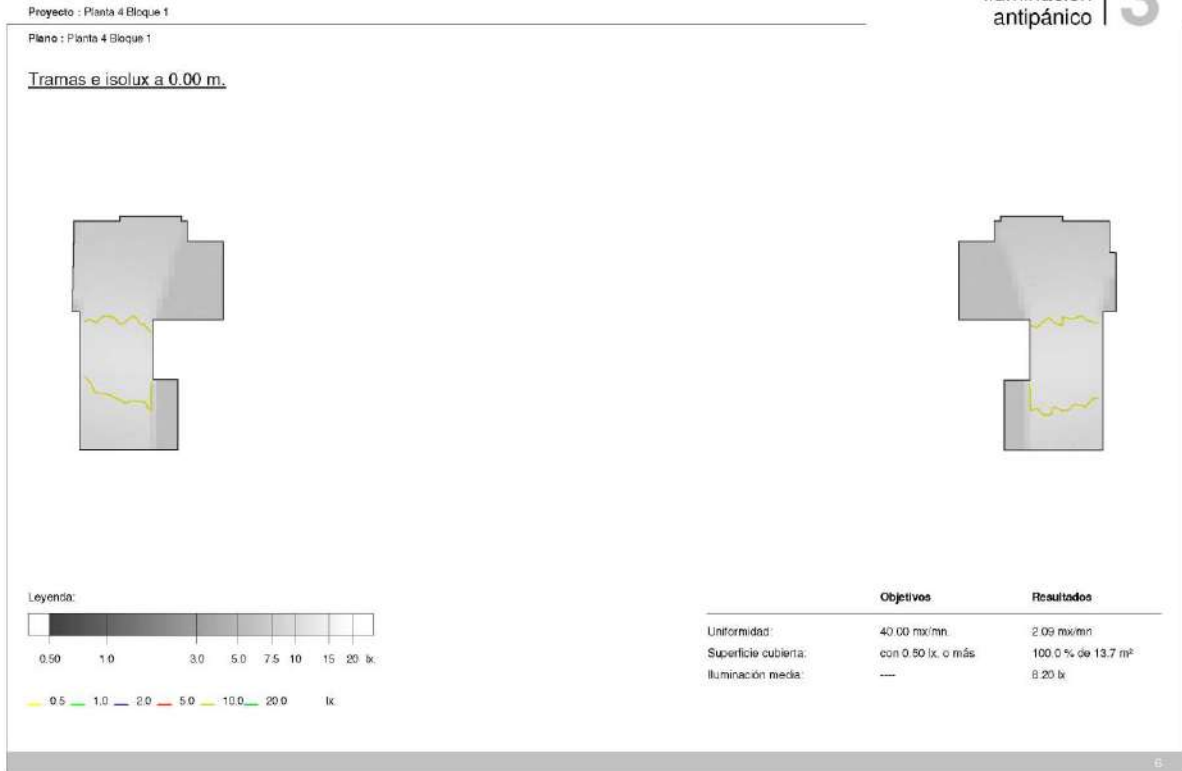 Proyecto : Planta 4 Bloque 1
antipánico
3
Plano : Planta 4 Bloque 1
Tramas e isolux a 0.00 m.
Leyenda:
0.50 1.0 3.0 5.0 7.5 10 15 20 lx.
0.5 1.0 2.0 5.0 10.0 20.0 lx.
Objetivos Resultados
Uniformidad: 40.00 mx/mn. 2.09 mx/mn
Superficie cubierta: con 0.50 lx. o más 100.0 % de 13.7 m²
Iluminación media: ---- 8.20 lx
6